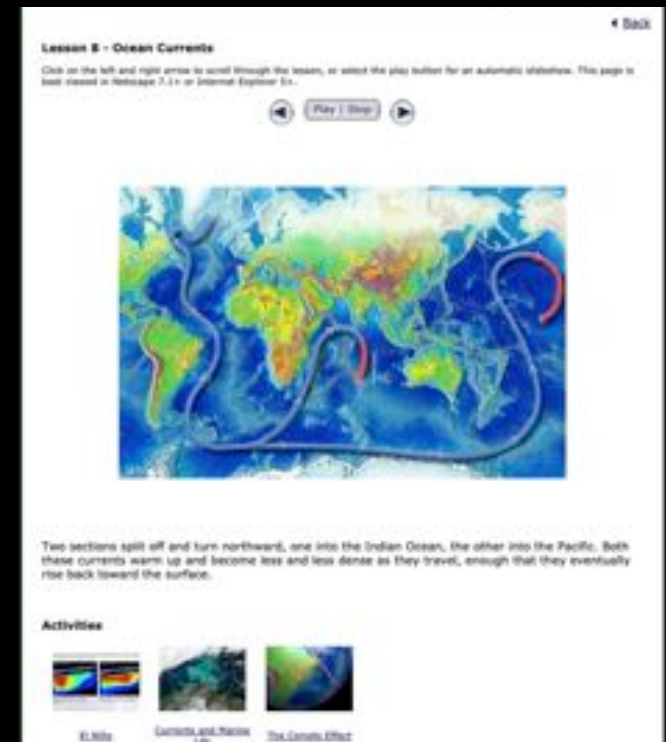 Back
Lesson 8 - Ocean Currents
Click on the left and right arrow to scroll through the lesson, or select the play button for an automatic slideshow. This page is
best viewed in Netscape 7.1+ or Internet Explorer 5+.
Play | Stop
Two sections split off and turn northward, one into the Indian Ocean, the other into the Pacific. Both
these currents warm up and become less and less dense as they travel, enough that they eventually
rise back toward the surface.
Activities
El Niño
Currents and Marine
Life
The Coriolis Effect